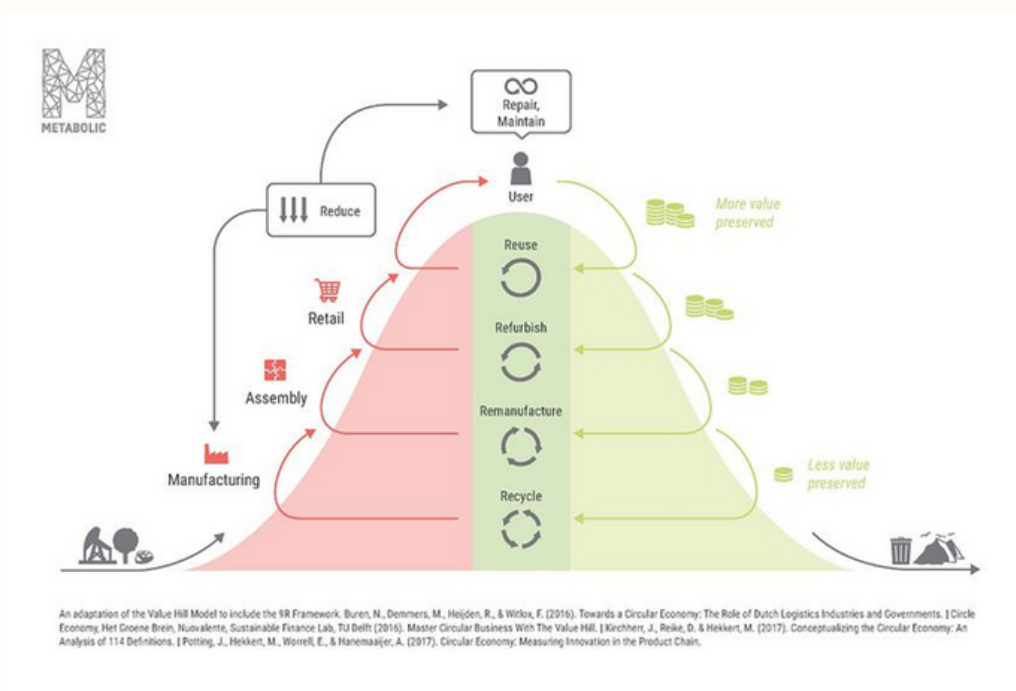 METABOLIC
Repair,
Maintain
User
Reduce
More value
preserved
Reuse
Retail
Refurbish
Assembly
Remanufacture
Manufacturing
Less value
preserved
Recycle
An adaptation of the Value Hill Model to include the 9R Framework. Buren, N., Demmers, M., Heijden, R., & Witlox, F. (2016). Towards a Circular Economy: The Role of Dutch Logistics Industries and Governments. | Circle
Economy, Het Groene Brein, Nuovalente, Sustainable Finance Lab, TU Delft (2016). Master Circular Business With The Value Hill. | Kirchherr, J., Reike, D. & Hekkert, M. (2017). Conceptualizing the Circular Economy: An
Analysis of 114 Definitions. | Potting, J., Hekkert, M., Worrell, E., & Hanemaaijer, A. (2017). Circular Economy: Measuring Innovation in the Product Chain.